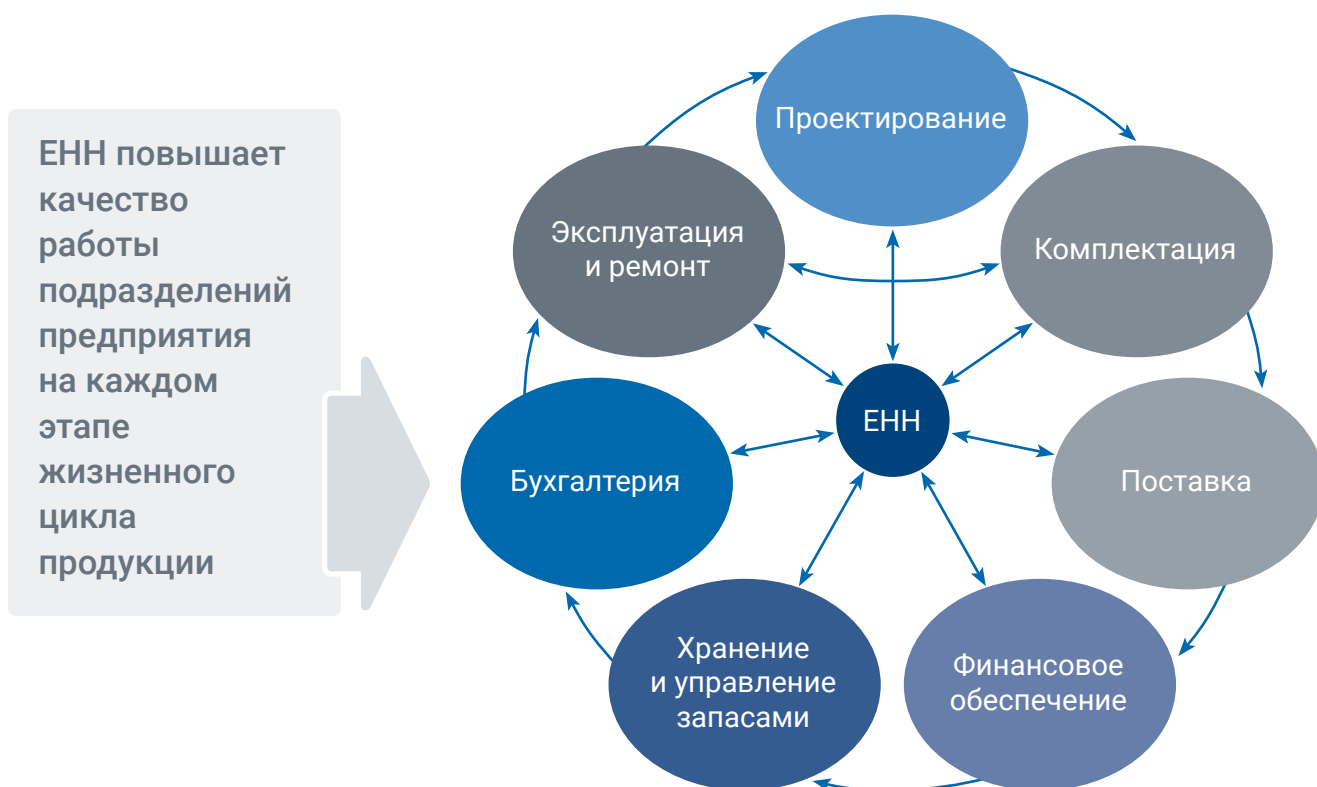 ЕНН повышает
качество
работы
подразделений
предприятия
на каждом
этапе
жизненного
цикла
продукции
Проектирование
Эксплуатация
и ремонт
Комплектация
ЕНН
Бухгалтерия
Поставка
Хранение
и управление
запасами
Финансовое
обеспечение